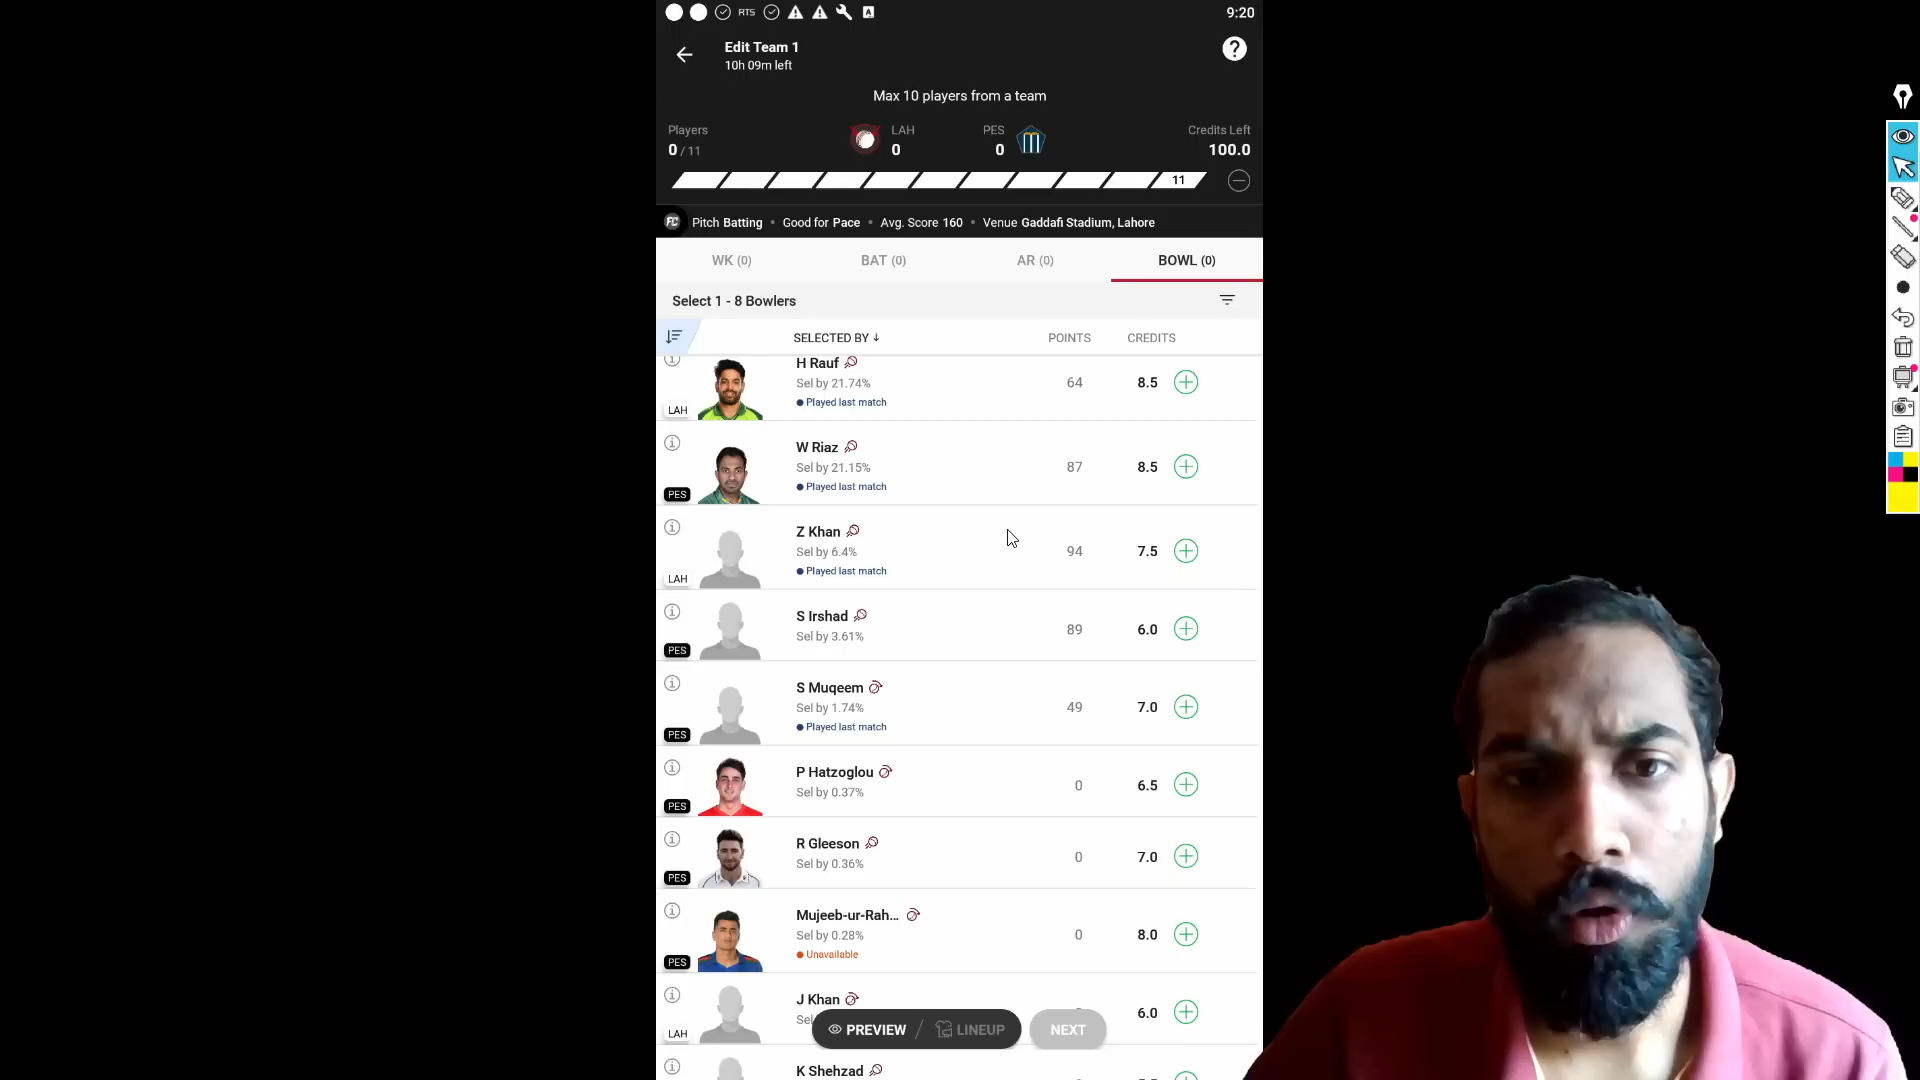 RTS
9:20
Edit Team 1
10h 09m left
?
Max 10 players from a team
Players LAH PES Credits Left
0 / 11 0 0 100.0
11
FC Pitch Batting • Good for Pace • Avg. Score 160 • Venue Gaddafi Stadium, Lahore
WK (0) BAT (0) AR (0) BOWL (0)
Select 1 - 8 Bowlers
SELECTED BY ↓ POINTS CREDITS
H Rauf
Sel by 21.74% 64 8.5
Played last match
LAH
W Riaz
Sel by 21.15% 87 8.5
Played last match
PES
Z Khan
Sel by 6.4% 94 7.5
Played last match
LAH
S Irshad
Sel by 3.61% 89 6.0
PES
S Muqeem
Sel by 1.74% 49 7.0
Played last match
PES
P Hatzoglou
Sel by 0.37% 0 6.5
PES
R Gleeson
Sel by 0.36% 0 7.0
PES
Mujeeb-ur-Rah...
Sel by 0.28% 0 8.0
Unavailable
PES
J Khan
Sel 6.0
LAH
PREVIEW / LINEUP NEXT
K Shehzad